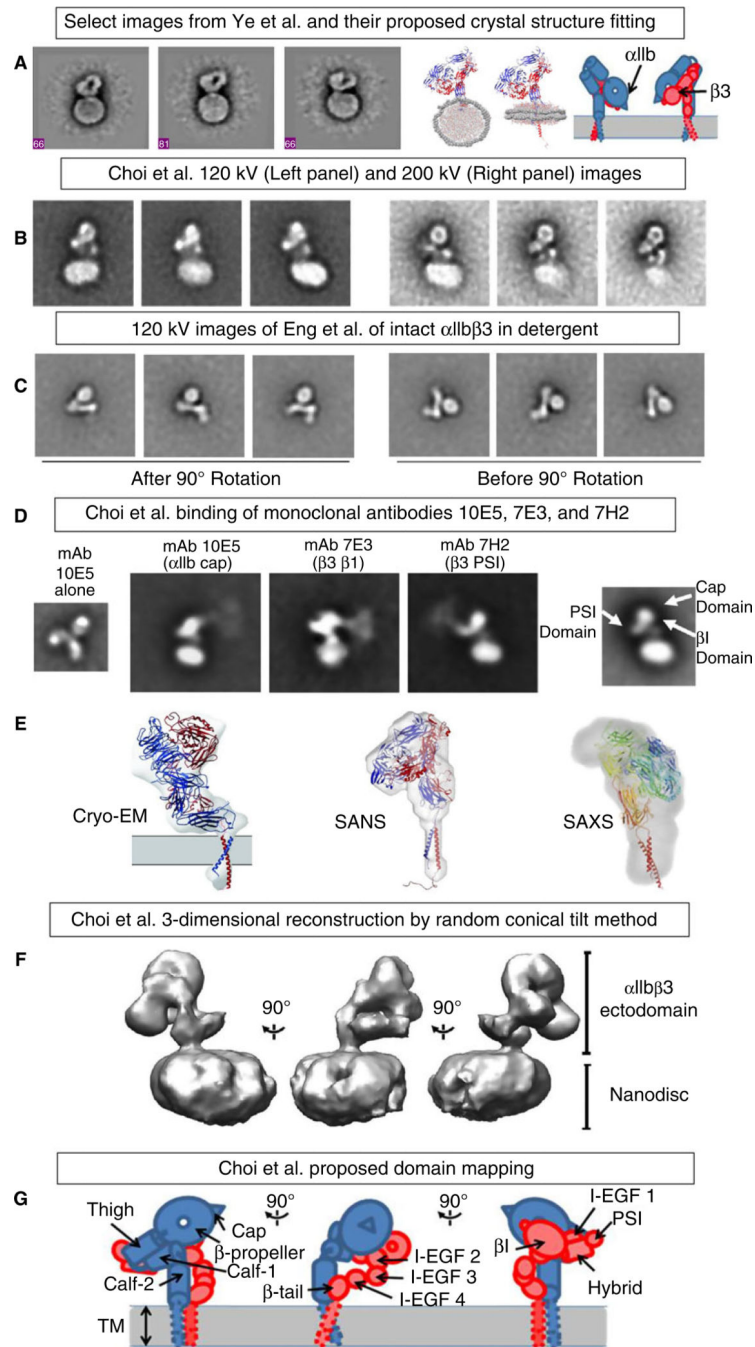 Select images from Ye et al. and their proposed crystal structure fitting
A
66
81
66
αllb
β3
Choi et al. 120 kV (Left panel) and 200 kV (Right panel) images
B
120 kV images of Eng et al. of intact αllbβ3 in detergent
C
After 90° Rotation
Before 90° Rotation
D
Choi et al. binding of monoclonal antibodies 10E5, 7E3, and 7H2
mAb
10E5
alone
mAb 10E5
(αllb cap)
mAb 7E3
(β3 β1)
mAb 7H2
(β3 PSI)
PSI
Domain
Cap
Domain
βI
Domain
E
Cryo-EM
SANS
SAXS
Choi et al. 3-dimensional reconstruction by random conical tilt method
F
90°
90°
αllbβ3
ectodomain
Nanodisc
Choi et al. proposed domain mapping
G
Thigh
Calf-2
TM
90°
Cap
β-propeller
Calf-1
β-tail
90°
I-EGF 2
I-EGF 3
I-EGF 4
I-EGF 1
PSI
βI
Hybrid